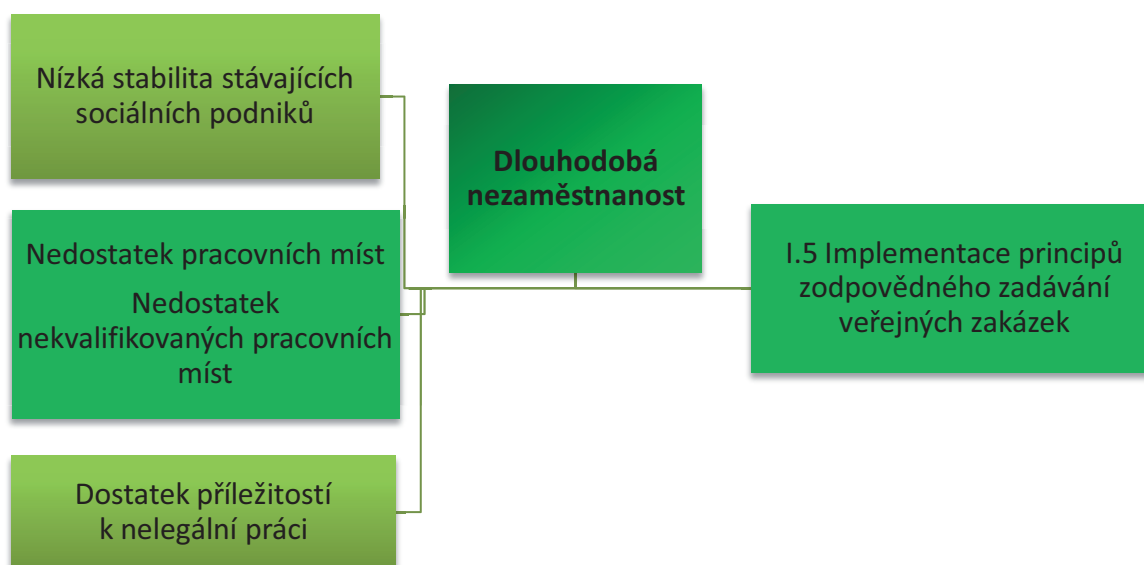 Nízká stabilita stávajících
sociálních podniků
Dlouhodobá
nezaměstnanost
Nedostatek pracovních míst
Nedostatek
nekvalifikovaných pracovních
míst
I.5 Implementace principů
zodpovědného zadávání
veřejných zakázek
Dostatek příležitostí
k nelegální práci